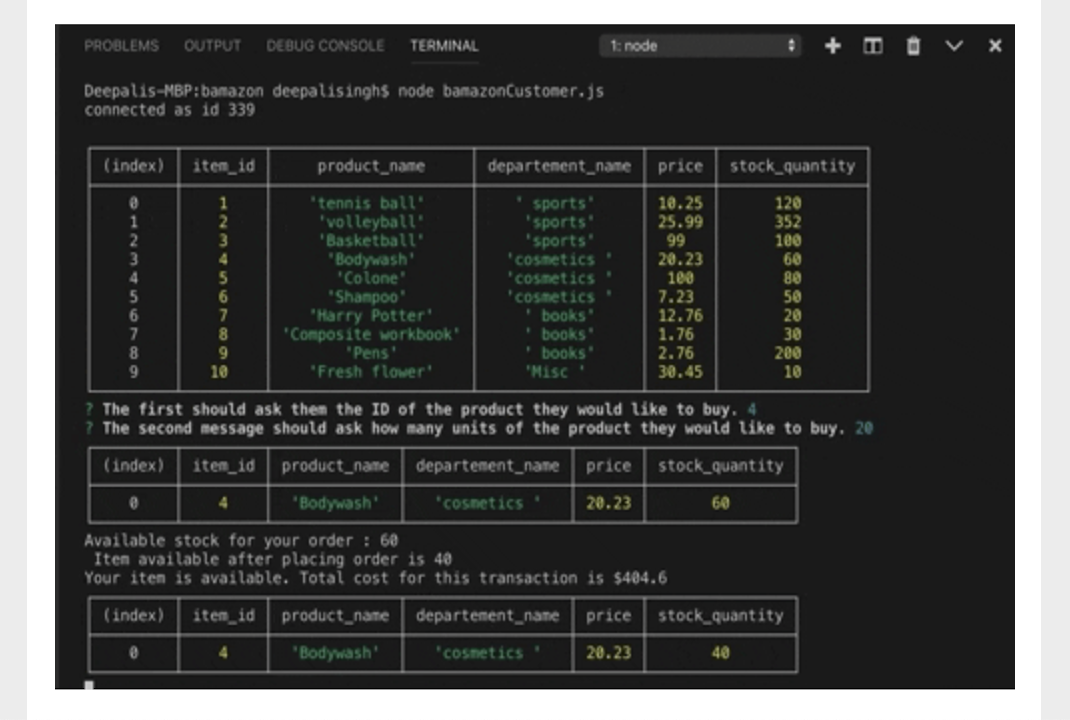 PROBLEMS OUTPUT DEBUG CONSOLE TERMINAL 1: node
Deepalis-MBP:bamazon deepalisingh$ node bamazonCustomer.js
connected as id 339
(index) item_id product_name departement_name price stock_quantity
0 1 'tennis ball' ' sports' 10.25 120
1 2 'volleyball' 'sports' 25.99 352
2 3 'Basketball' 'sports' 99 100
3 4 'Bodywash' 'cosmetics ' 20.23 60
4 5 'Colone' 'cosmetics ' 100 80
5 6 'Shampoo' 'cosmetics ' 7.23 50
6 7 'Harry Potter' ' books' 12.76 20
7 8 'Composite workbook' ' books' 1.76 30
8 9 'Pens' ' books' 2.76 200
9 10 'Fresh flower' 'Misc ' 30.45 10
? The first should ask them the ID of the product they would like to buy. 4
? The second message should ask how many units of the product they would like to buy. 20
(index) item_id product_name departement_name price stock_quantity
0 4 'Bodywash' 'cosmetics ' 20.23 60
Available stock for your order : 60
Item available after placing order is 40
Your item is available. Total cost for this transaction is $404.6
(index) item_id product_name departement_name price stock_quantity
0 4 'Bodywash' 'cosmetics ' 20.23 40